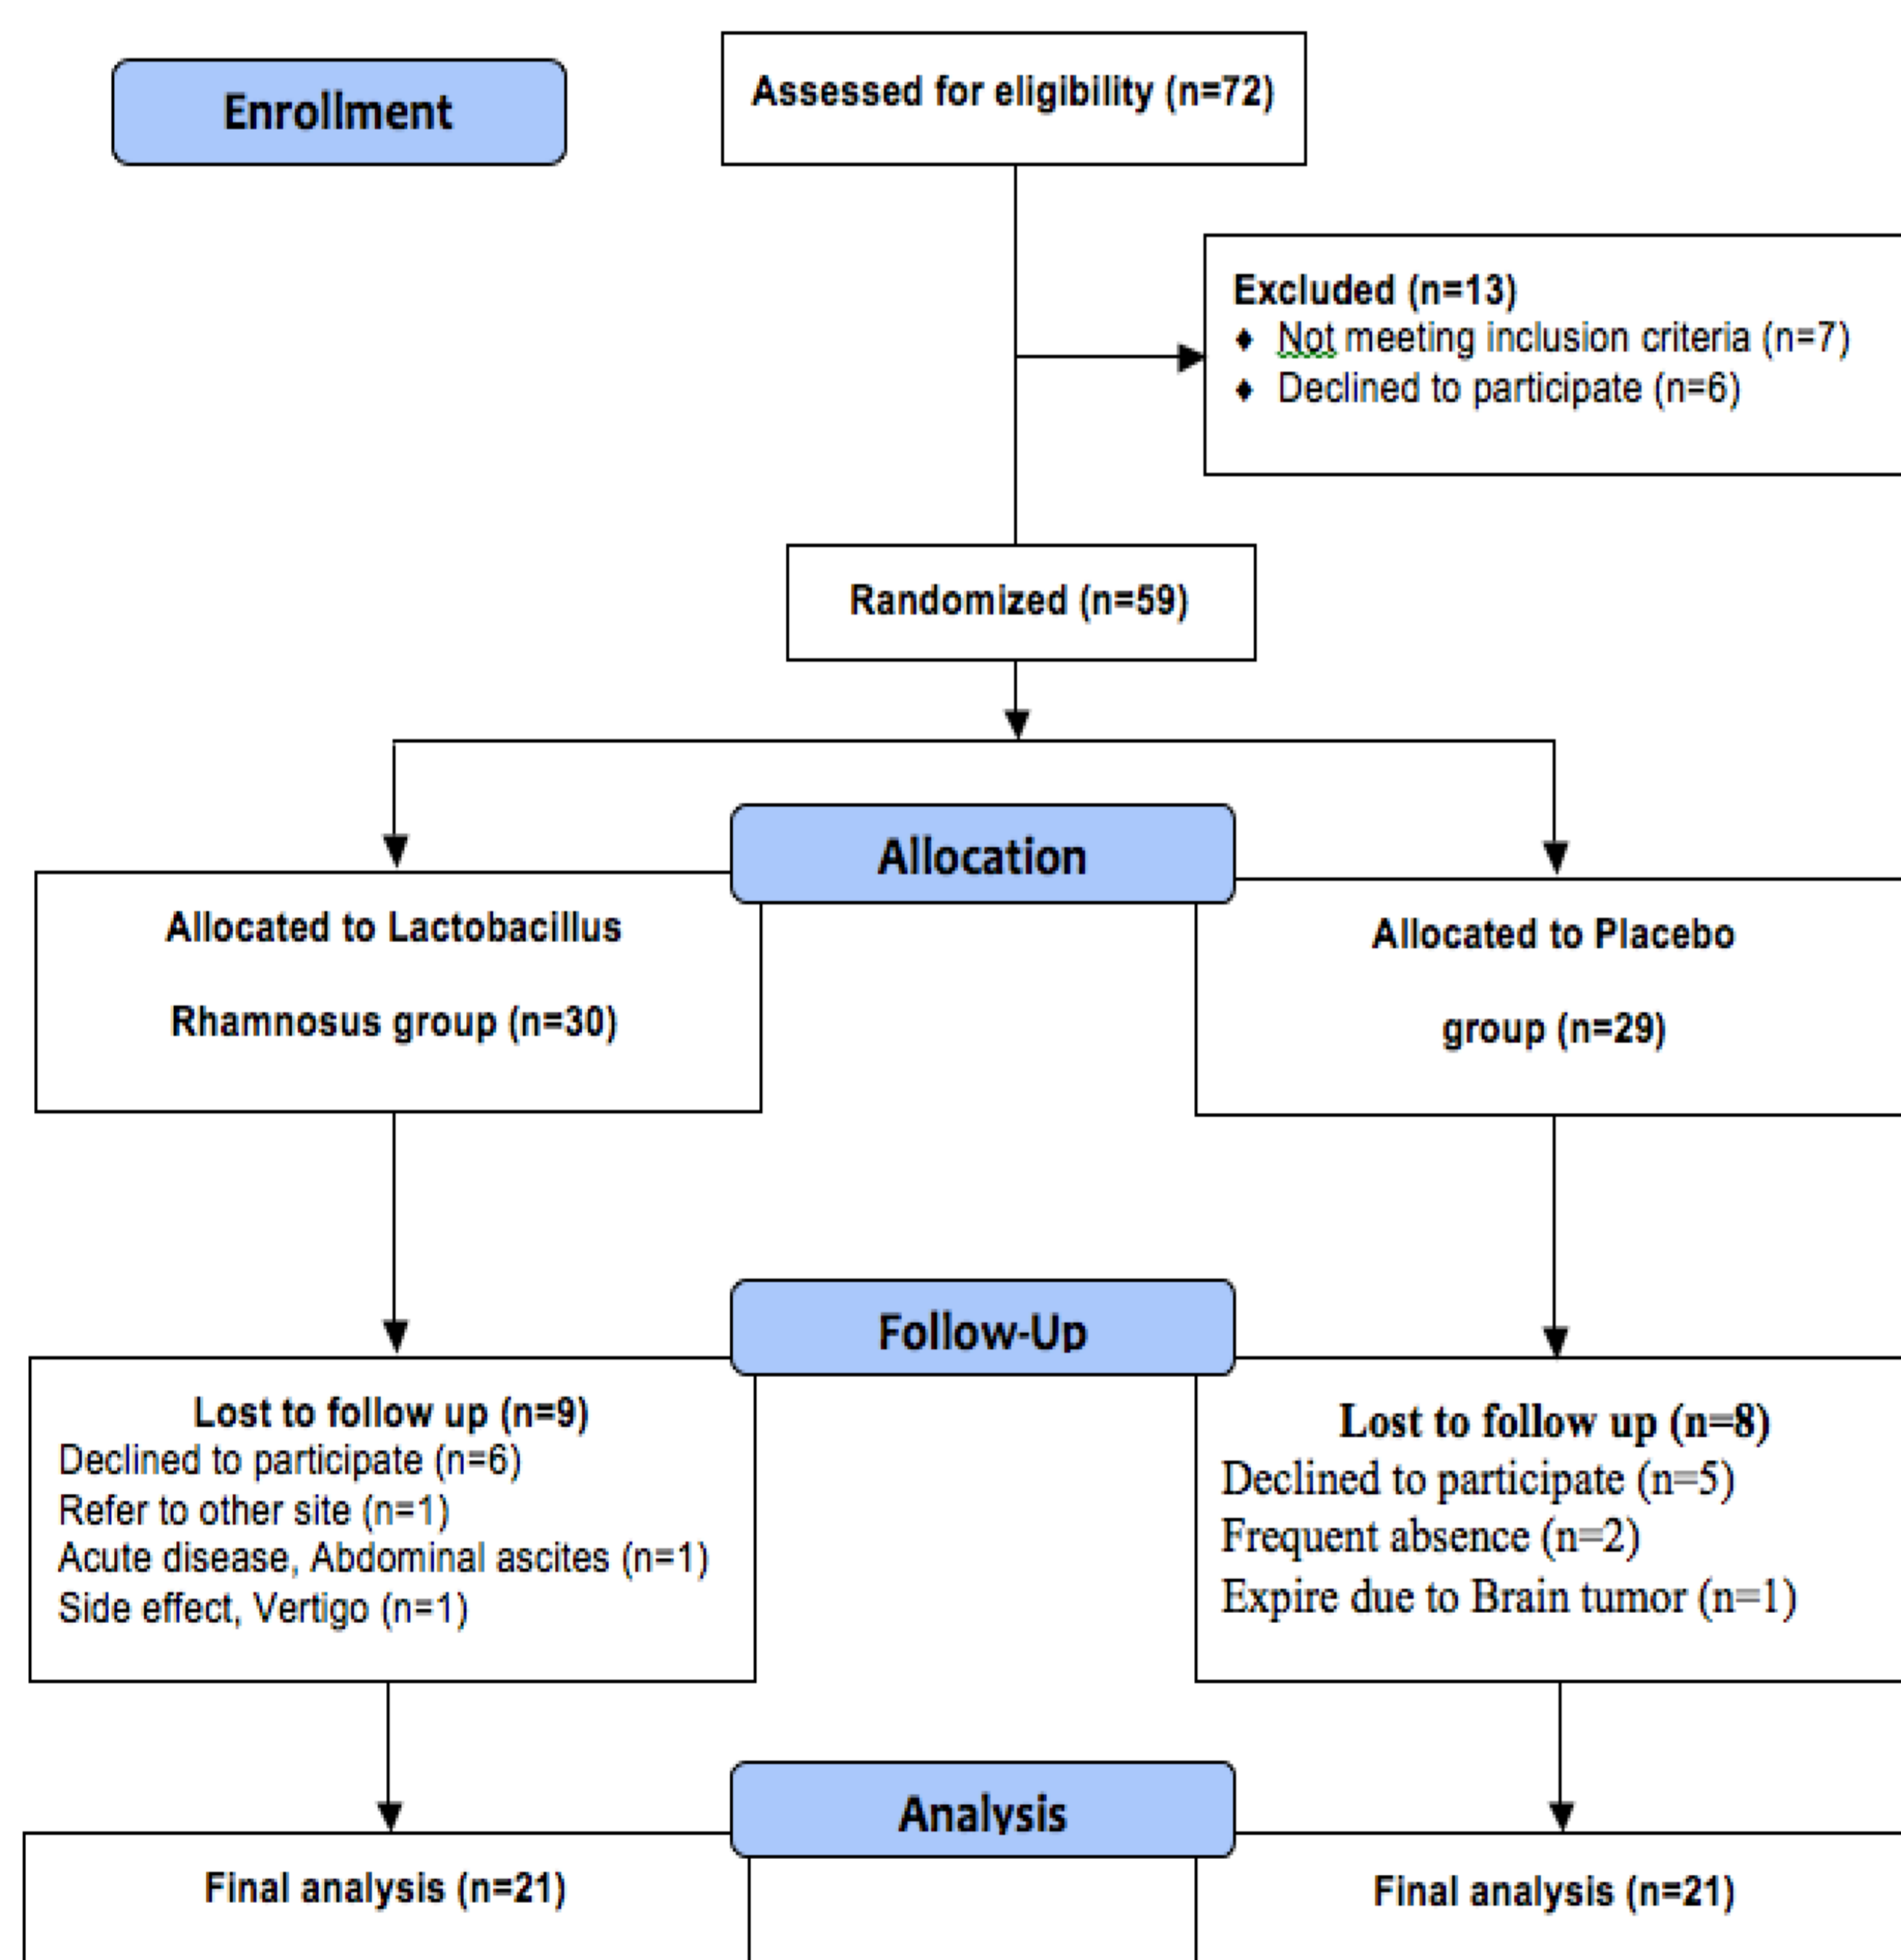 Enrollment
Assessed for eligibility (n=72)
Excluded (n=13)
♦ Not meeting inclusion criteria (n=7)
♦ Declined to participate (n=6)
Randomized (n=59)
Allocation
Allocated to Lactobacillus
Rhamnosus group (n=30)
Allocated to Placebo
group (n=29)
Follow-Up
Lost to follow up (n=9)
Declined to participate (n=6)
Refer to other site (n=1)
Acute disease, Abdominal ascites (n=1)
Side effect, Vertigo (n=1)
Lost to follow up (n=8)
Declined to participate (n=5)
Frequent absence (n=2)
Expire due to Brain tumor (n=1)
Analysis
Final analysis (n=21)
Final analysis (n=21)